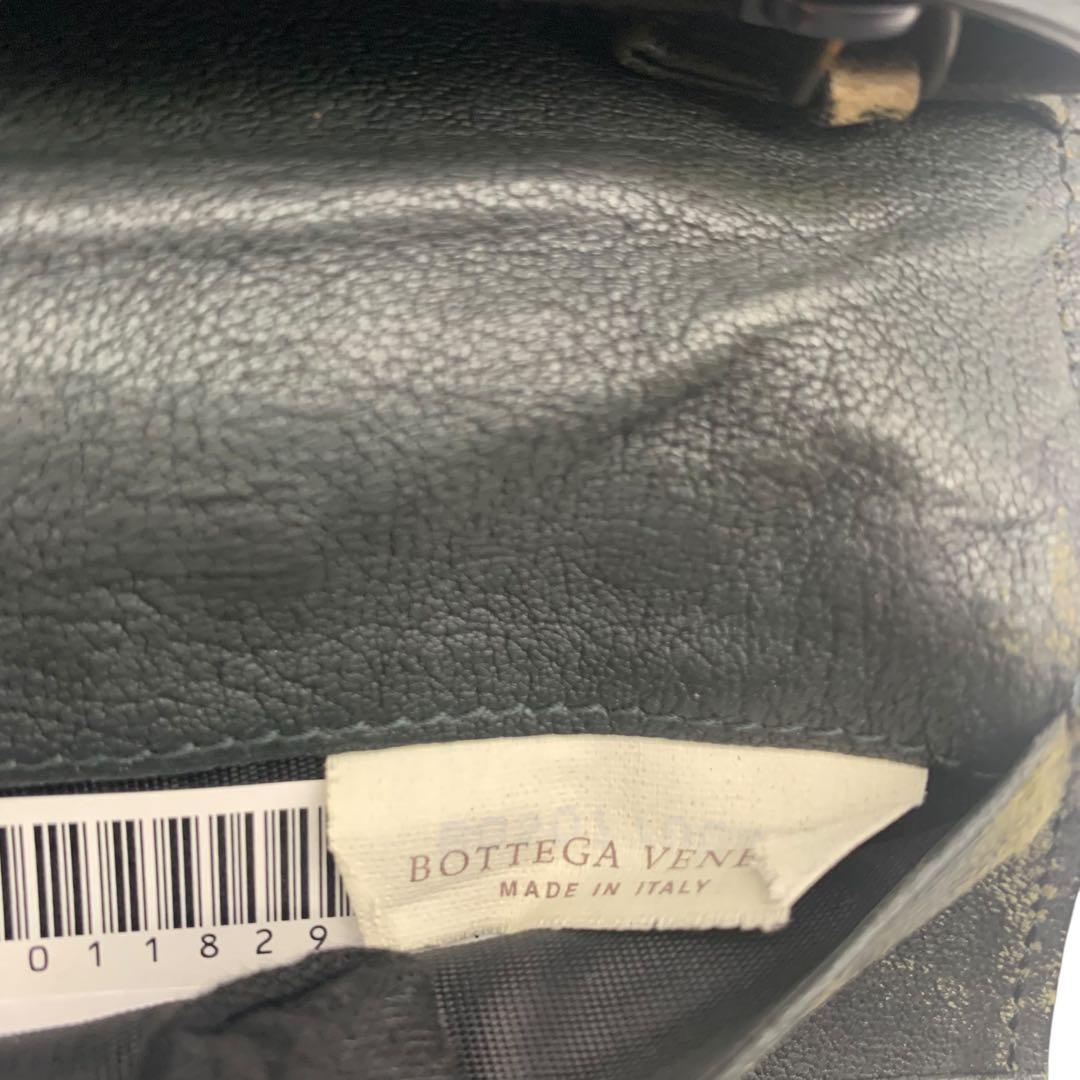 BOTTEGA VENE
MADE IN ITALY
011829